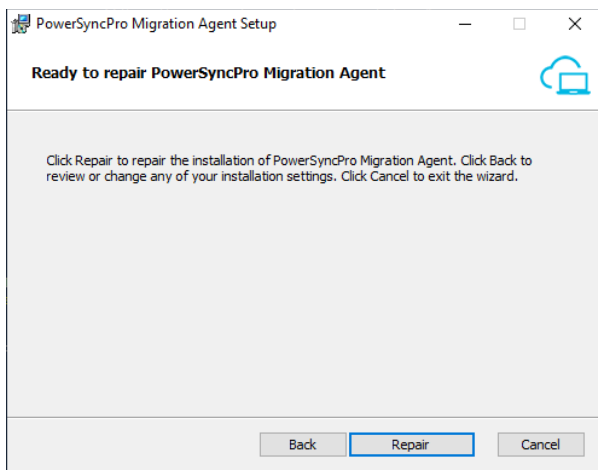 PowerSyncPro Migration Agent Setup
Ready to repair PowerSyncPro Migration Agent
Click Repair to repair the installation of PowerSyncPro Migration Agent. Click Back to
review or change any of your installation settings. Click Cancel to exit the wizard.
Back Repair Cancel